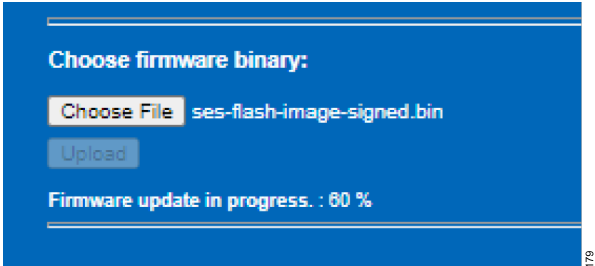 Choose firmware binary:
Choose File ses-flash-image-signed.bin
Upload
Firmware update in progress. : 60 %
179